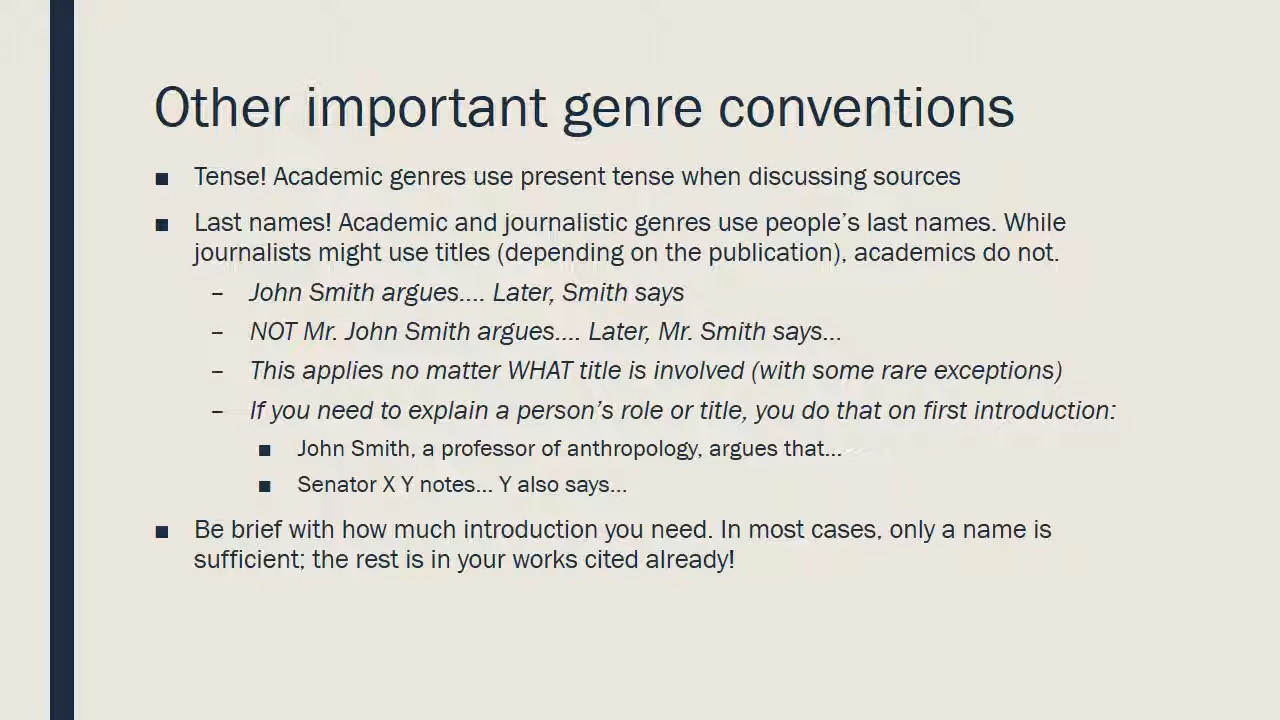 Other important genre conventions
■ Tense! Academic genres use present tense when discussing sources
■ Last names! Academic and journalistic genres use people’s last names. While
journalists might use titles (depending on the publication), academics do not.
– John Smith argues.... Later, Smith says
– NOT Mr. John Smith argues.... Later, Mr. Smith says...
– This applies no matter WHAT title is involved (with some rare exceptions)
– If you need to explain a person’s role or title, you do that on first introduction:
■ John Smith, a professor of anthropology, argues that...
■ Senator X Y notes... Y also says...
■ Be brief with how much introduction you need. In most cases, only a name is
sufficient; the rest is in your works cited already!